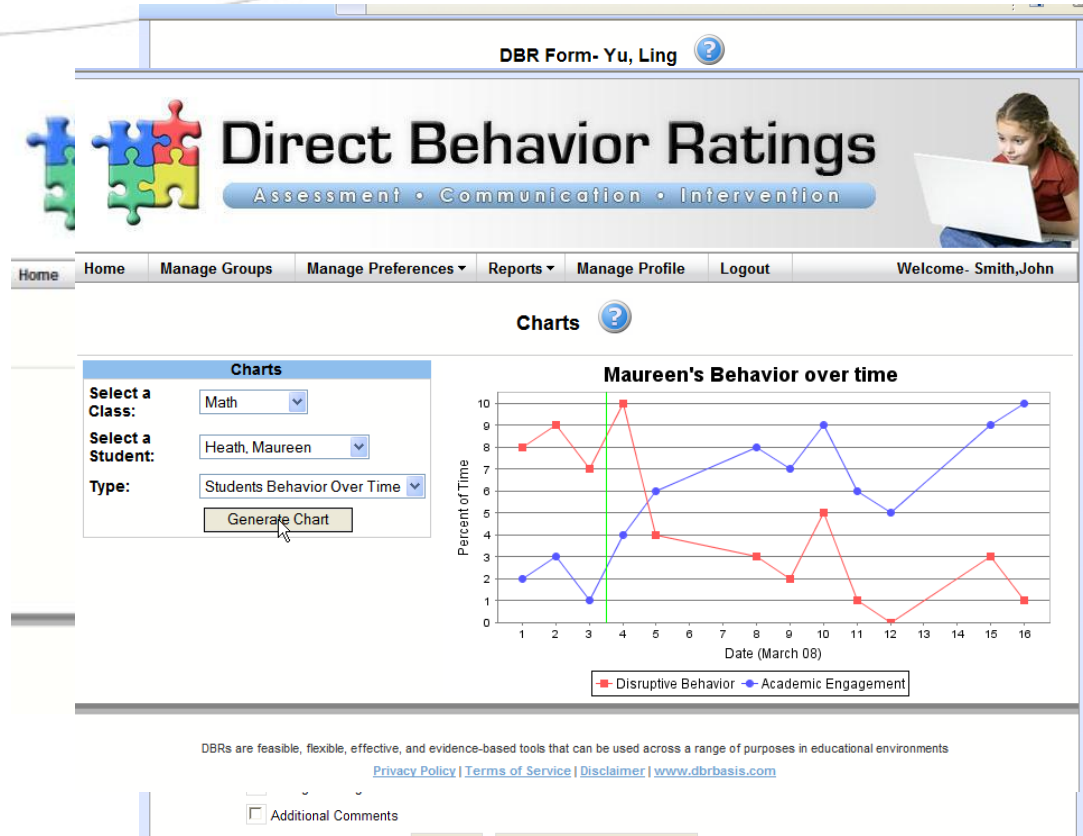 DBR Form- Yu, Ling
Direct Behavior Ratings
Assessment • Communication • Intervention
Home
Home Manage Groups Manage Preferences Reports Manage Profile Logout Welcome- Smith,John
Charts
Charts
Select a Class: Math
Select a Student: Heath, Maureen
Type: Students Behavior Over Time
Generate Chart
Maureen's Behavior over time
Percent of Time
10
9
8
7
6
5
4
3
2
1
0
1 2 3 4 5 6 7 8 9 10 11 12 13 14 15 16
Date (March 08)
Disruptive Behavior Academic Engagement
DBRs are feasible, flexible, effective, and evidence-based tools that can be used across a range of purposes in educational environments
Privacy Policy | Terms of Service | Disclaimer | www.dbrbasis.com
Additional Comments